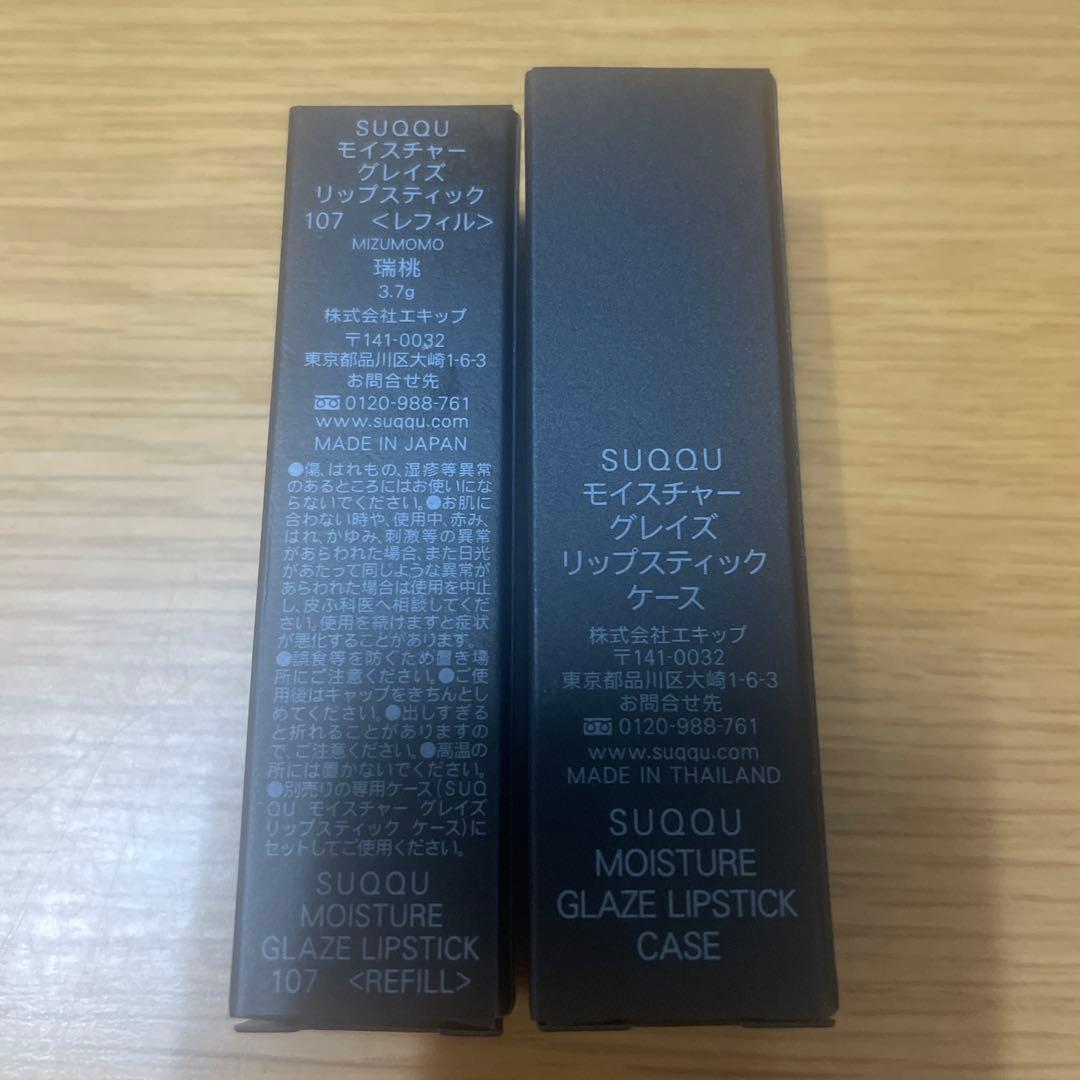 SUQQU
モイスチャー
グレイズ
リップスティック
107 <レフィル>
MIZUMOMO
瑞桃
3.7g
株式会社エキップ
〒141-0032
東京都品川区大崎1-6-3
お問合せ先
0120-988-761
www.suqqu.com
MADE IN JAPAN
●傷、はれもの、湿疹等異常
のあるところにはお使いにな
らないでください。●お肌に
合わない時や、使用中、赤み、
はれ、かゆみ、刺激等の異常
があらわれた場合、また日光
があたって同じような異常が
あらわれた場合は使用を中止
し、皮ふ科医へ相談してくだ
さい。使用を続けますと症状
が悪化することがあります。
●誤食等を防ぐため置き場
所にご注意ください。●ご使
用後はキャップをきちんとし
めてください。●出しすぎる
と折れることがありますの
で、ご注意ください。●高温の
所には置かないでください。
●別売りの専用ケース(SUQ
QU モイスチャー グレイズ
リップスティック ケース)に
セットしてご使用ください。
SUQQU
MOISTURE
GLAZE LIPSTICK
107 <REFILL>
SUQQU
モイスチャー
グレイズ
リップスティック
ケース
株式会社エキップ
〒141-0032
東京都品川区大崎1-6-3
お問合せ先
0120-988-761
www.suqqu.com
MADE IN THAILAND
SUQQU
MOISTURE
GLAZE LIPSTICK
CASE